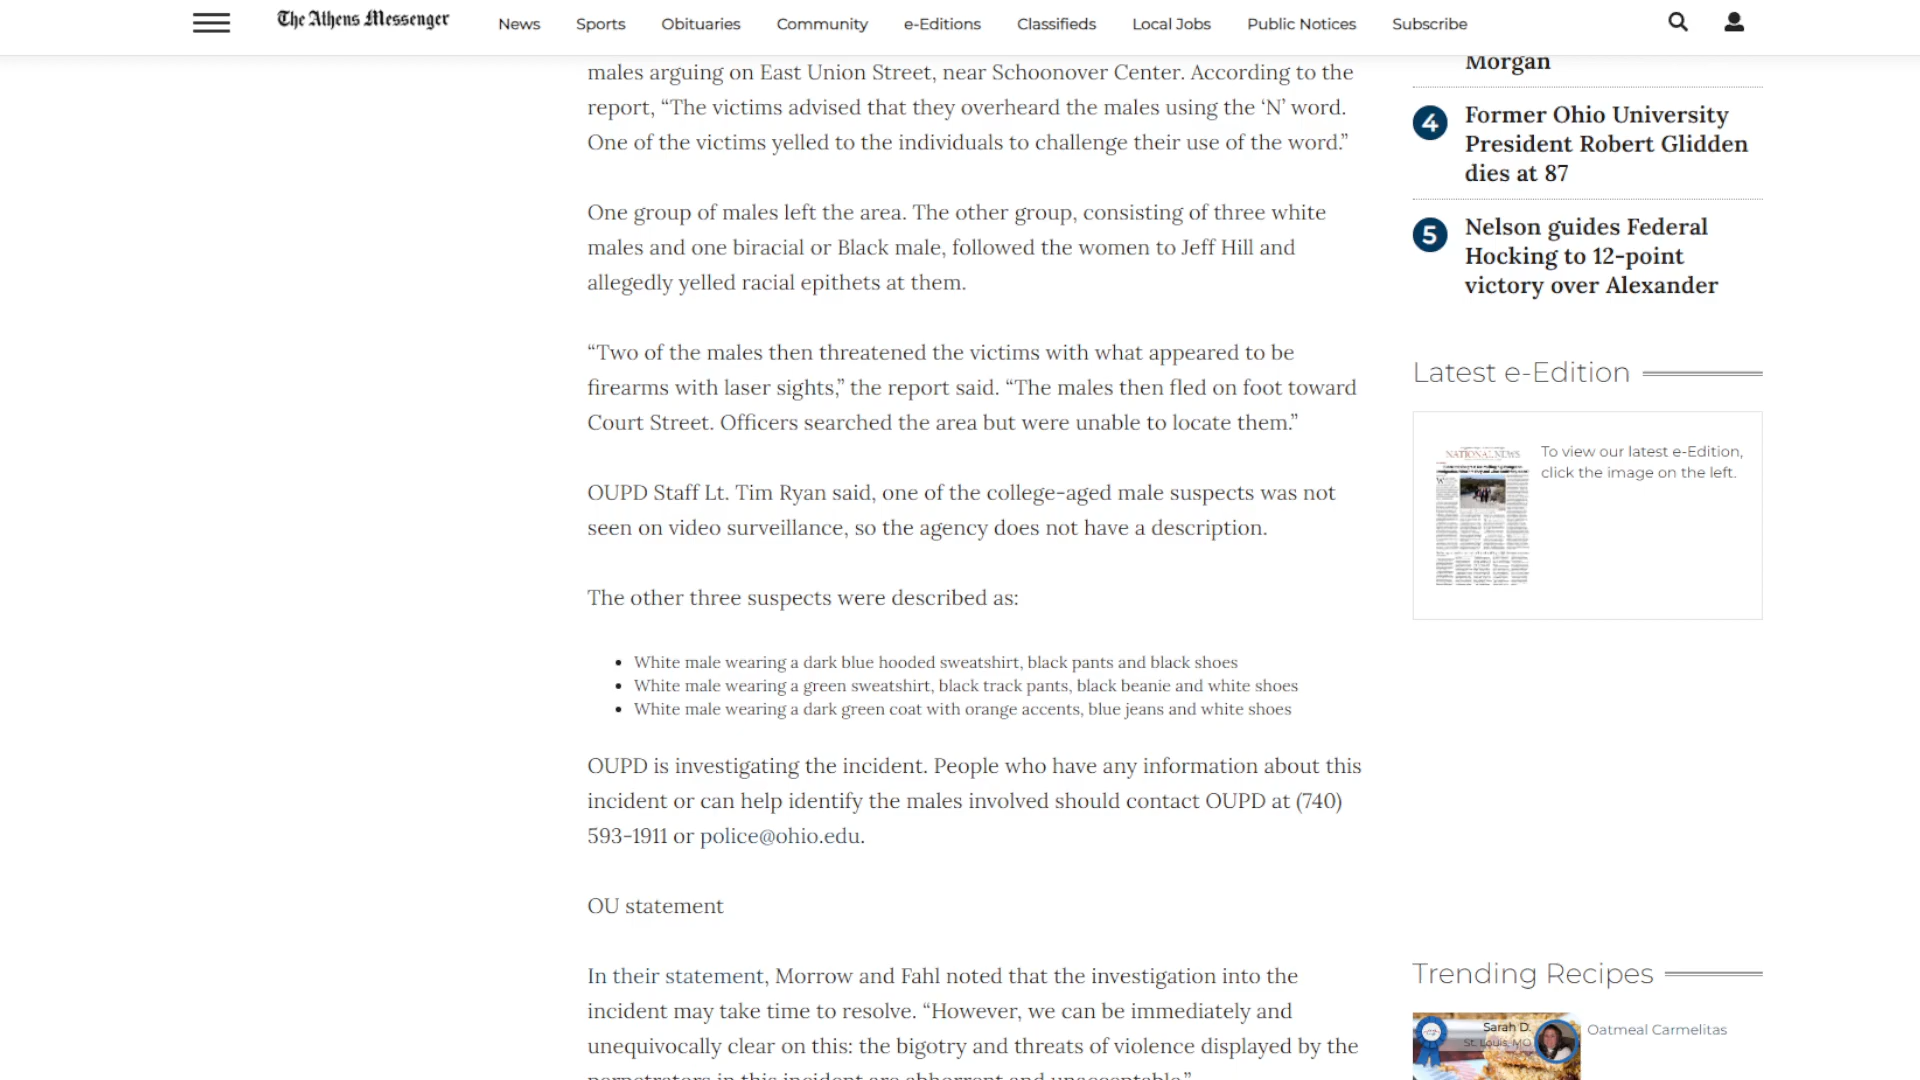 The Athens Messenger
News
Sports
Obituaries
Community
e-Editions
Classifieds
Local Jobs
Public Notices
Subscribe
males arguing on East Union Street, near Schoonover Center. According to the
report, “The victims advised that they overheard the males using the ‘N’ word.
One of the victims yelled to the individuals to challenge their use of the word.”
One group of males left the area. The other group, consisting of three white
males and one biracial or Black male, followed the women to Jeff Hill and
allegedly yelled racial epithets at them.
“Two of the males then threatened the victims with what appeared to be
firearms with laser sights,” the report said. “The males then fled on foot toward
Court Street. Officers searched the area but were unable to locate them.”
OUPD Staff Lt. Tim Ryan said, one of the college-aged male suspects was not
seen on video surveillance, so the agency does not have a description.
The other three suspects were described as:
White male wearing a dark blue hooded sweatshirt, black pants and black shoes
White male wearing a green sweatshirt, black track pants, black beanie and white shoes
White male wearing a dark green coat with orange accents, blue jeans and white shoes
OUPD is investigating the incident. People who have any information about this
incident or can help identify the males involved should contact OUPD at (740)
593-1911 or police@ohio.edu.
OU statement
In their statement, Morrow and Fahl noted that the investigation into the
incident may take time to resolve. “However, we can be immediately and
unequivocally clear on this: the bigotry and threats of violence displayed by the
perpetrators in this incident are abhorrent and unacceptable.”
Morgan
4
Former Ohio University
President Robert Glidden
dies at 87
5
Nelson guides Federal
Hocking to 12-point
victory over Alexander
Latest e-Edition
NATIONAL NEWS
To view our latest e-Edition,
click the image on the left.
Trending Recipes
Sarah D.
St. Louis, MO
Oatmeal Carmelitas